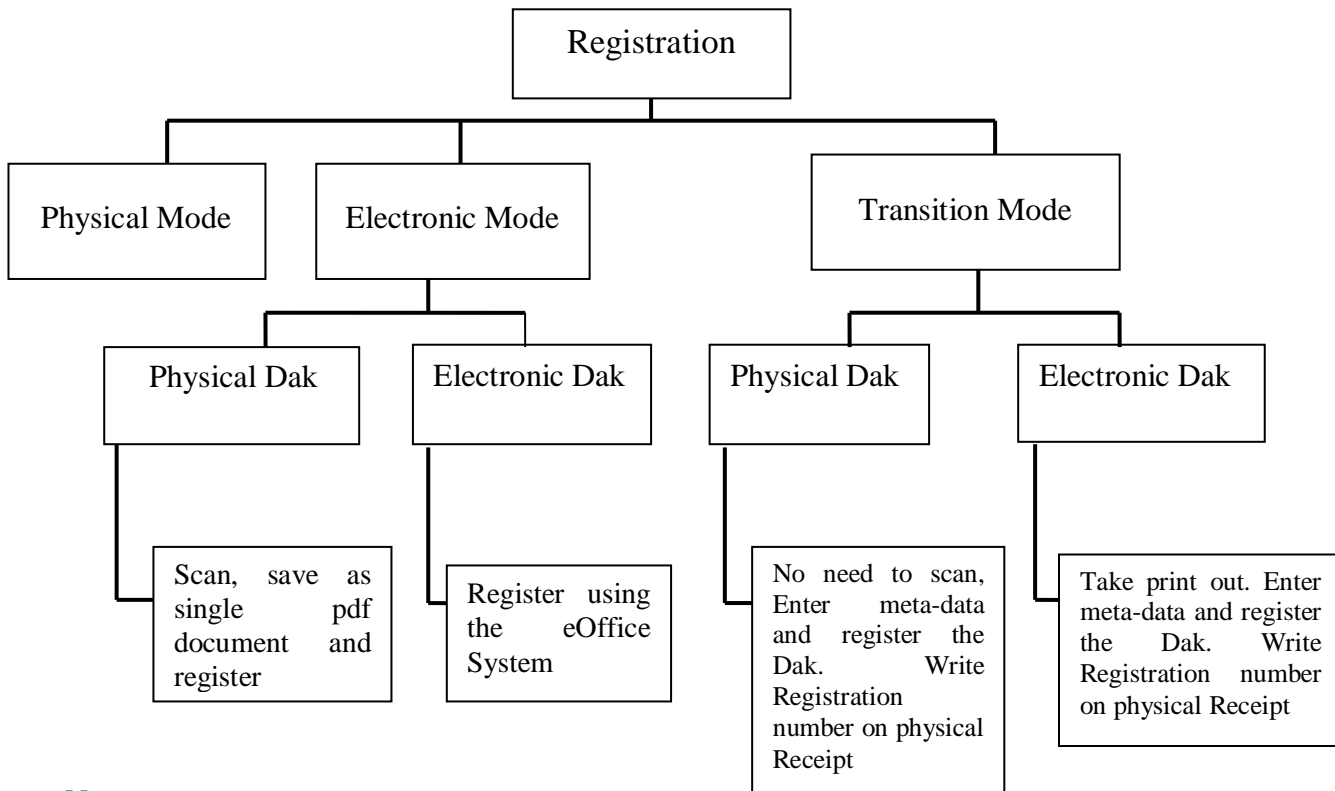 Registration
Physical Mode
Electronic Mode
Transition Mode
Physical Dak
Electronic Dak
Physical Dak
Electronic Dak
Scan, save as
single pdf
document and
register
Register using
the eOffice
System
No need to scan,
Enter meta-data
and register the
Dak. Write
Registration
number on physical
Receipt
Take print out. Enter
meta-data and register
the Dak. Write
Registration number
on physical Receipt